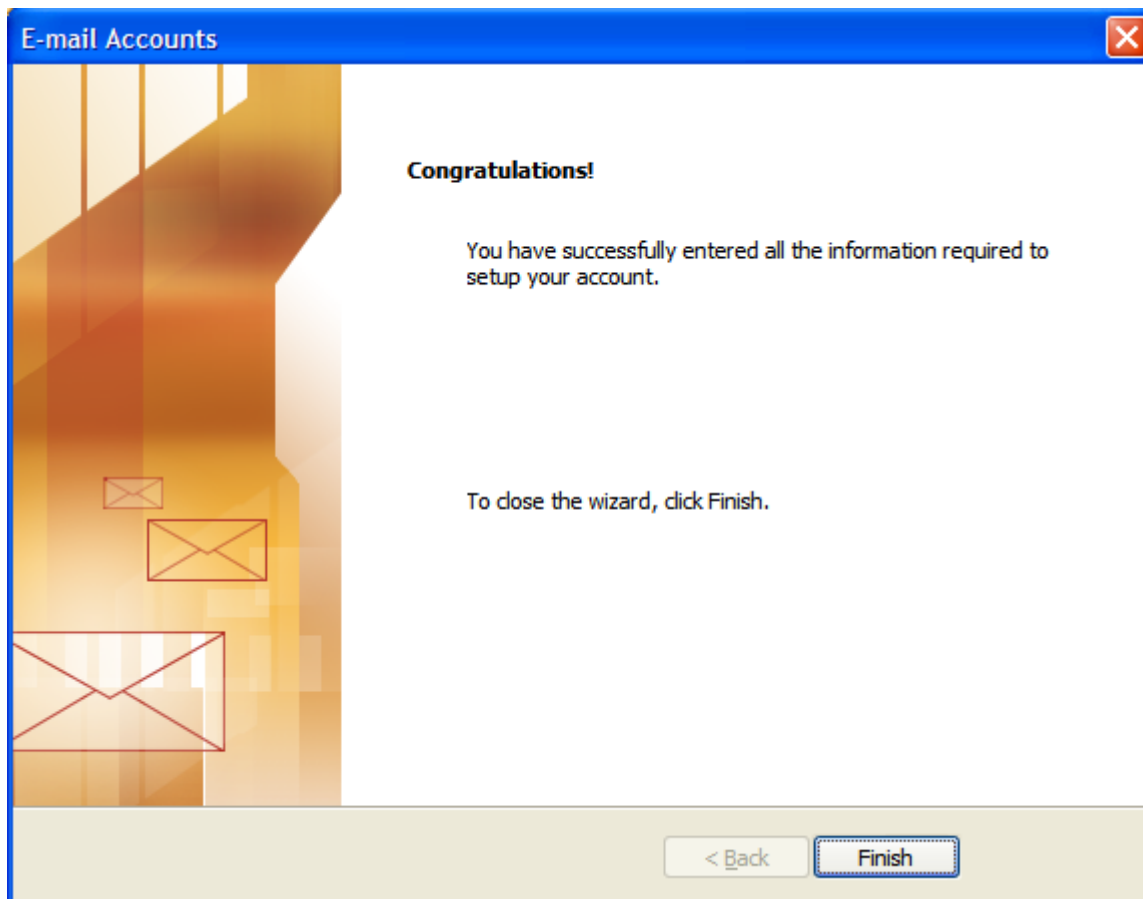 E-mail Accounts
Congratulations!
You have successfully entered all the information required to
setup your account.
To close the wizard, click Finish.
< Back
Finish